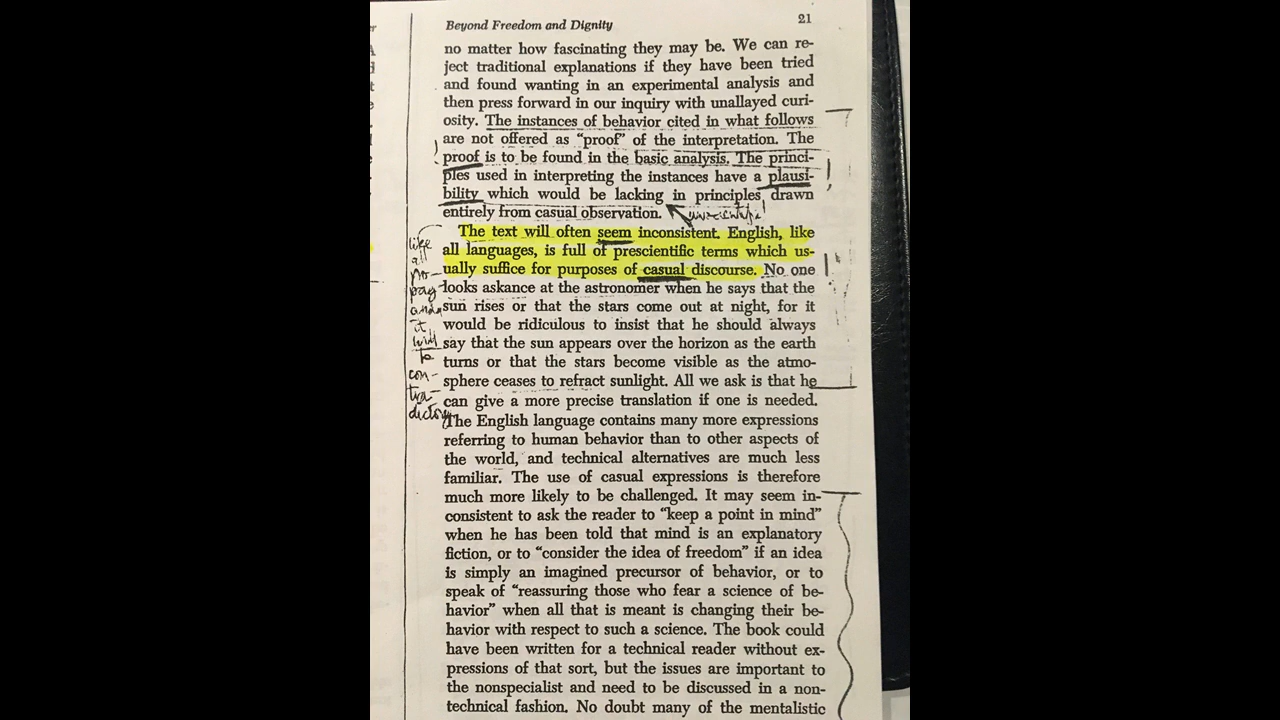 Beyond Freedom and Dignity 21
no matter how fascinating they may be. We can re-
ject traditional explanations if they have been tried
and found wanting in an experimental analysis and
then press forward in our inquiry with unallayed curi-
osity. The instances of behavior cited in what follows
are not offered as “proof” of the interpretation. The
proof is to be found in the basic analysis. The princi-
ples used in interpreting the instances have a plausi-
bility which would be lacking in principles drawn
entirely from casual observation.
The text will often seem inconsistent. English, like
all languages, is full of prescientific terms which us-
ually suffice for purposes of casual discourse. No one
looks askance at the astronomer when he says that the
sun rises or that the stars come out at night, for it
would be ridiculous to insist that he should always
say that the sun appears over the horizon as the earth
turns or that the stars become visible as the atmo-
sphere ceases to refract sunlight. All we ask is that he
can give a more precise translation if one is needed.
The English language contains many more expressions
referring to human behavior than to other aspects of
the world, and technical alternatives are much less
familiar. The use of casual expressions is therefore
much more likely to be challenged. It may seem in-
consistent to ask the reader to “keep a point in mind”
when he has been told that mind is an explanatory
fiction, or to “consider the idea of freedom” if an idea
is simply an imagined precursor of behavior, or to
speak of “reassuring those who fear a science of be-
havior” when all that is meant is changing their be-
havior with respect to such a science. The book could
have been written for a technical reader without ex-
pressions of that sort, but the issues are important to
the nonspecialist and need to be discussed in a non-
technical fashion. No doubt many of the mentalistic
like
all
pro-
pag
anda
it
will
con-
tra-
dictory